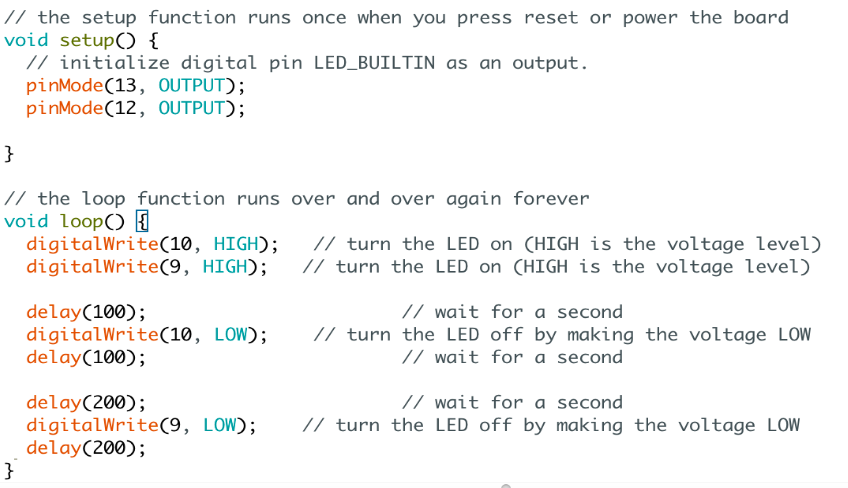 // the setup function runs once when you press reset or power the board
void setup() {
  // initialize digital pin LED_BUILTIN as an output.
  pinMode(13, OUTPUT);
  pinMode(12, OUTPUT);

}

// the loop function runs over and over again forever
void loop() {
  digitalWrite(10, HIGH);   // turn the LED on (HIGH is the voltage level)
  digitalWrite(9, HIGH);   // turn the LED on (HIGH is the voltage level)

  delay(100);                       // wait for a second
  digitalWrite(10, LOW);    // turn the LED off by making the voltage LOW
  delay(100);                       // wait for a second

  delay(200);                       // wait for a second
  digitalWrite(9, LOW);    // turn the LED off by making the voltage LOW
  delay(200);
}